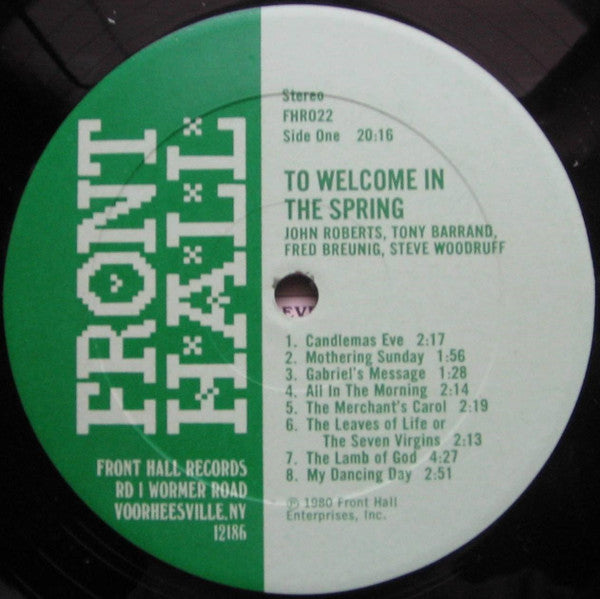 FRONT
HALL
FRONT HALL RECORDS
RD 1 WORMER ROAD
VOORHEESVILLE, NY
12186
Stereo
FHR022
Side One 20:16
TO WELCOME IN
THE SPRING
JOHN ROBERTS, TONY BARRAND,
FRED BREUNIG, STEVE WOODRUFF
EVE
1. Candlemas Eve 2:17
2. Mothering Sunday 1:56
3. Gabriel's Message 1:28
4. All In The Morning 2:14
5. The Merchant's Carol 2:19
6. The Leaves of Life or
The Seven Virgins 2:13
7. The Lamb of God 4:27
8. My Dancing Day 2:51
℗ 1980 Front Hall
Enterprises, Inc.